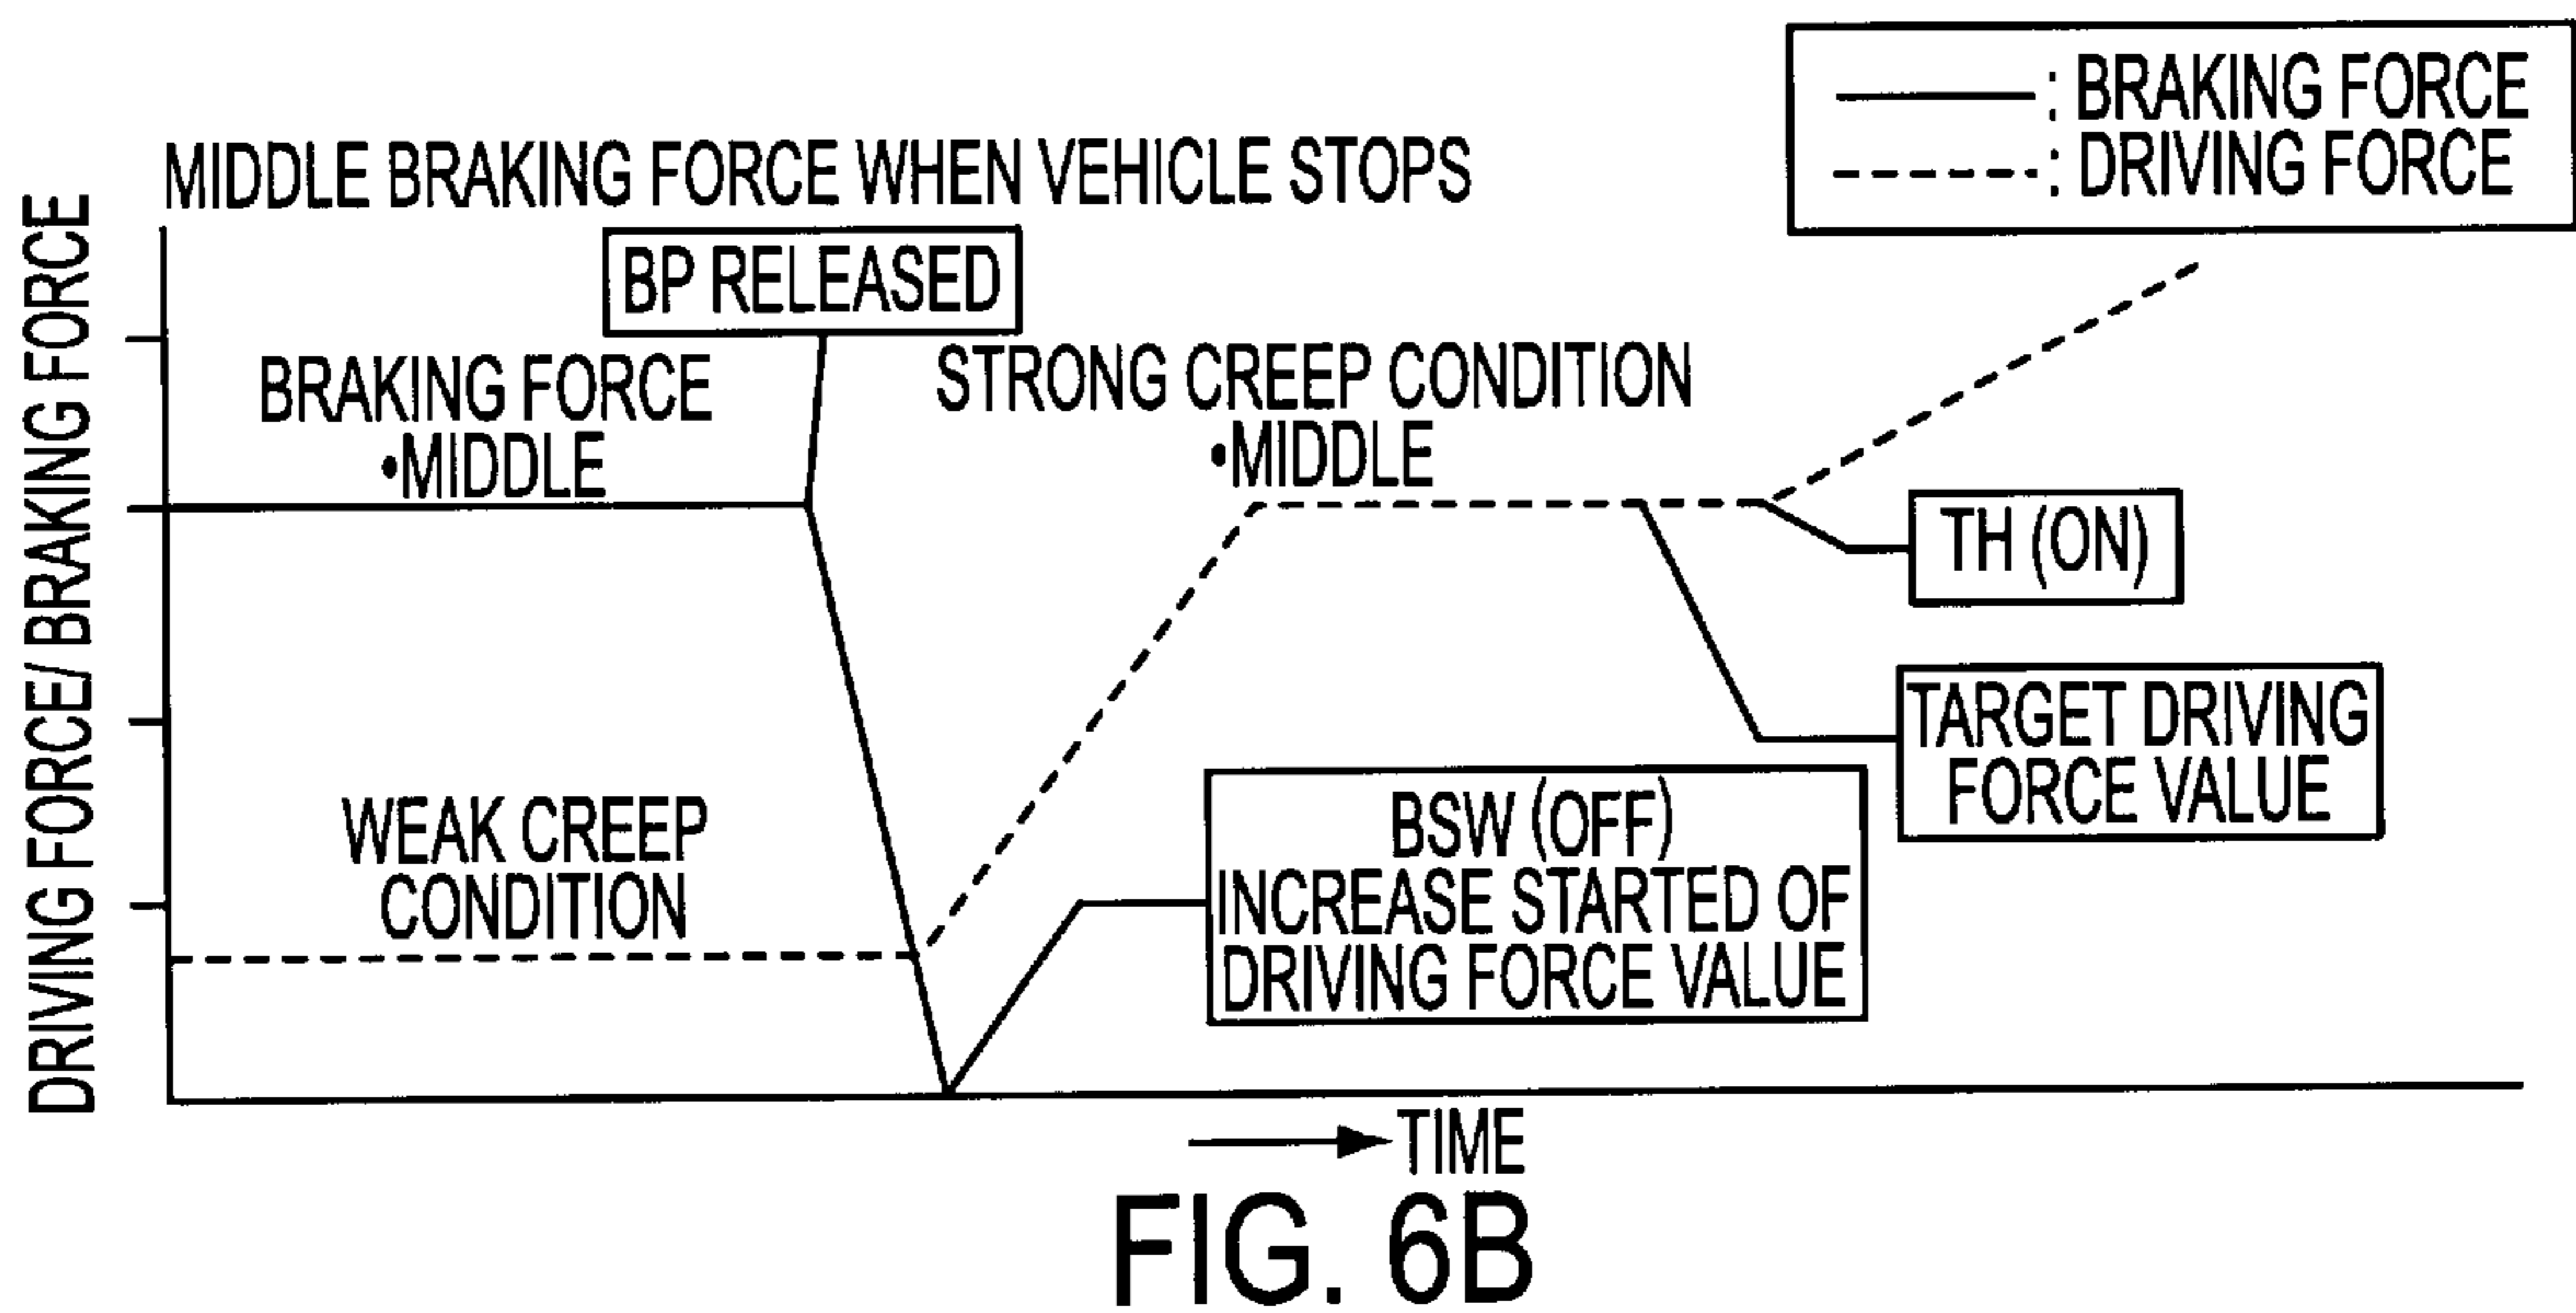 : BRAKING FORCE
: DRIVING FORCE
MIDDLE BRAKING FORCE WHEN VEHICLE STOPS
DRIVING FORCE/ BRAKING FORCE
BP RELEASED
BRAKING FORCE
•MIDDLE
STRONG CREEP CONDITION
•MIDDLE
TH (ON)
TARGET DRIVING
FORCE VALUE
WEAK CREEP
CONDITION
BSW (OFF)
INCREASE STARTED OF
DRIVING FORCE VALUE
TIME
FIG. 6B